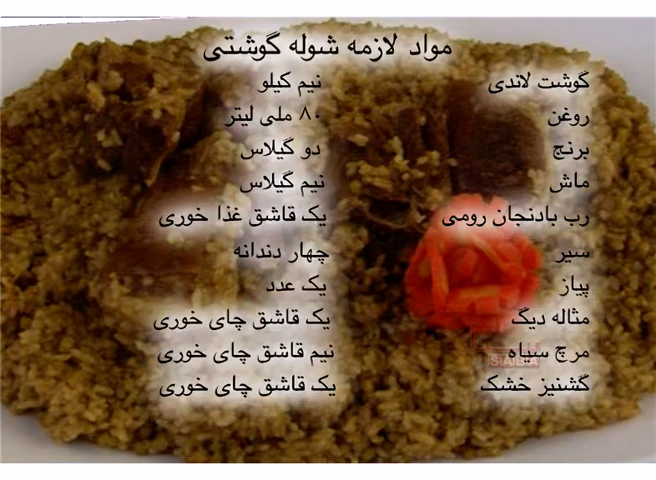 مواد لازمه شوله گوشتی
گوشت لاندی نیم کیلو
روغن ۸۰ ملی لیتر
برنج دو گیلاس
ماش نیم گیلاس
رب بادنجان رومی یک قاشق غذا خوری
سیر چهار دندانه
پیاز یک عدد
مثاله دیگ یک قاشق چای خوری
مرچ سیاه نیم قاشق چای خوری
گشنیز خشک یک قاشق چای خوری
SABA